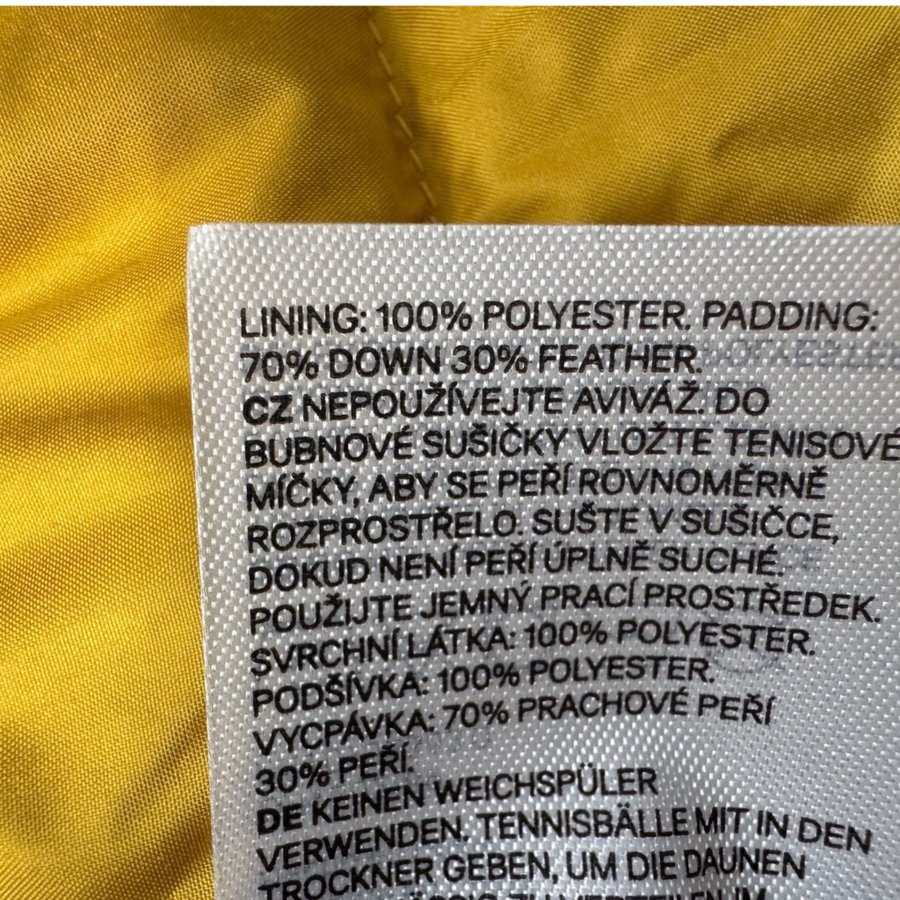 LINING: 100% POLYESTER. PADDING:
70% DOWN 30% FEATHER.
CZ NEPOUŽÍVEJTE AVIVÁŽ. DO
BUBNOVÉ SUŠIČKY VLOŽTE TENISOVÉ
MÍČKY, ABY SE PEŘÍ ROVNOMĚRNĚ
ROZPROSTŘELO. SUŠTE V SUŠIČCE,
DOKUD NENÍ PEŘÍ ÚPLNĚ SUCHÉ.
POUŽIJTE JEMNÝ PRACÍ PROSTŘEDEK.
SVRCHNÍ LÁTKA: 100% POLYESTER.
PODŠÍVKA: 100% POLYESTER.
VYCPÁVKA: 70% PRACHOVÉ PEŘÍ
30% PEŘÍ.
DE KEINEN WEICHSPÜLER
VERWENDEN. TENNISBÄLLE MIT IN DEN
TROCKNER GEBEN, UM DIE DAUNEN